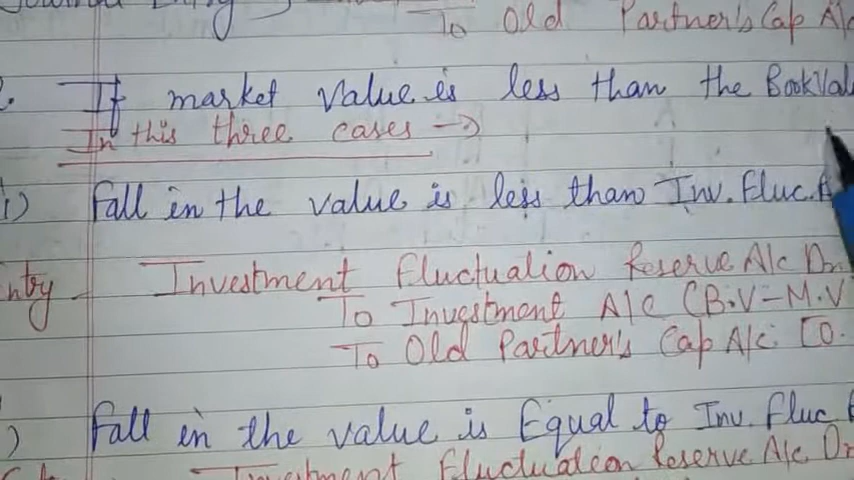 To Old Partner's Cap A/c
If market value is less than the Book Val
In this three cases →
i) Fall in the value is less than Inv. Fluc.
Investment Fluctuation Reserve A/c Dr.
To Investment A/c (B.V - M.V
To Old Partner's Cap A/c [O.
) Fall in the value is Equal to Inv. Fluc
Investment Fluctuation Reserve A/c Dr